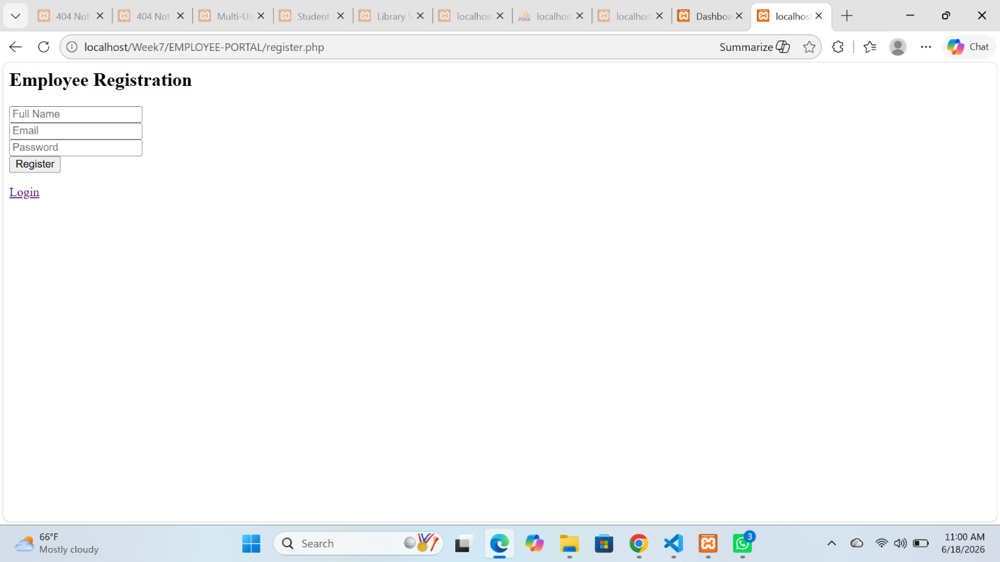 404 Not
404 Not
Multi-Us
Student
Library S
localhost
localhost
localhost
Dashboa
localhost
localhost/Week7/EMPLOYEE-PORTAL/register.php
Summarize
Chat
Employee Registration
Full Name
Email
Password
Register
Login
66°F
Mostly cloudy
Search
3
11:00 AM
6/18/2026